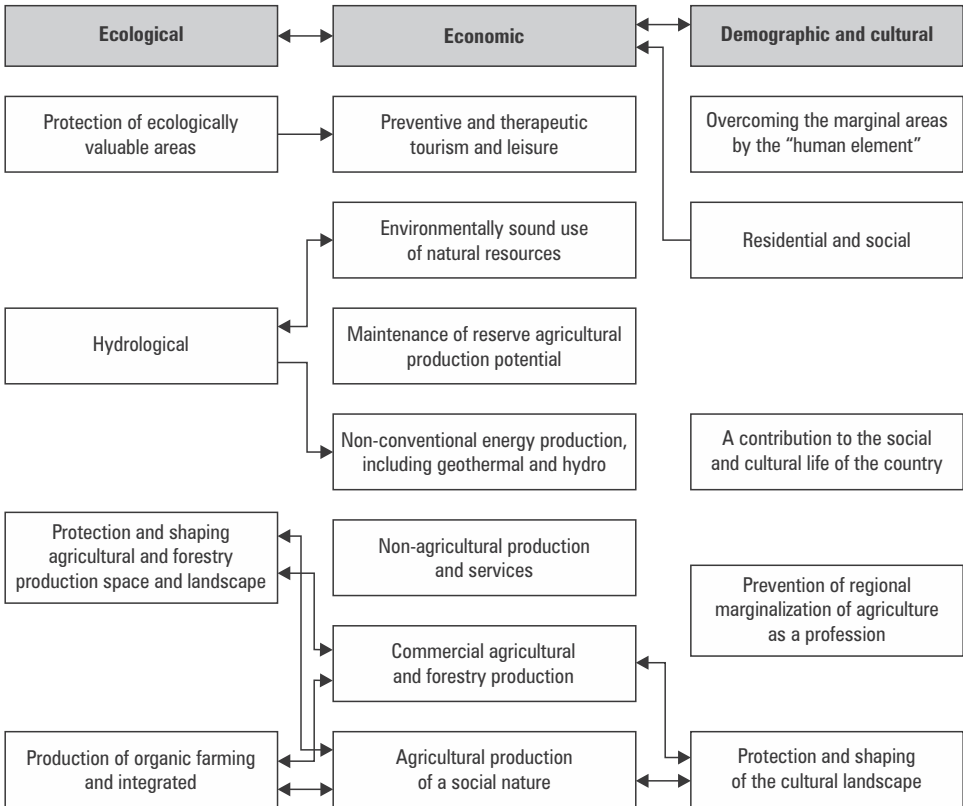 Ecological
Economic
Demographic and cultural
Protection of ecologically
valuable areas
Preventive and therapeutic
tourism and leisure
Overcoming the marginal areas
by the “human element”
Environmentally sound use
of natural resources
Residential and social
Hydrological
Maintenance of reserve agricultural
production potential
Non-conventional energy production,
including geothermal and hydro
A contribution to the social
and cultural life of the country
Protection and shaping
agricultural and forestry
production space and landscape
Non-agricultural production
and services
Prevention of regional
marginalization of agriculture
as a profession
Commercial agricultural
and forestry production
Production of organic farming
and integrated
Agricultural production
of a social nature
Protection and shaping
of the cultural landscape